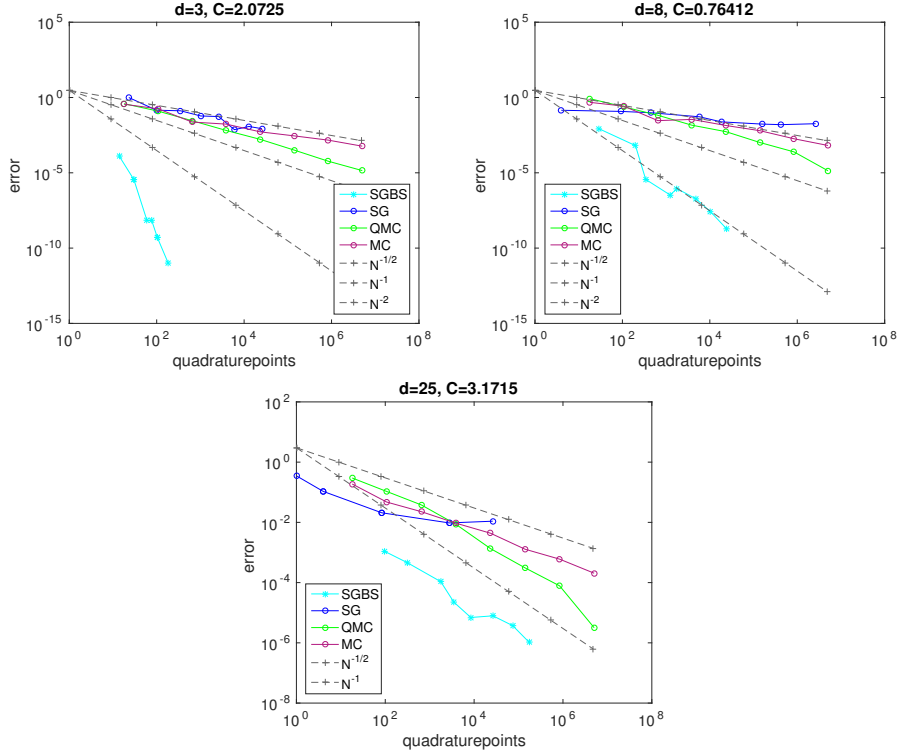 d=3, C=2.0725
10^5
10^0
10^-5
10^-10
10^-15
error
10^0
10^2
10^4
10^6
10^8
quadraturepoints
SGBS
SG
QMC
MC
N^-1/2
N^-1
N^-2
d=8, C=0.76412
10^5
10^0
10^-5
10^-10
10^-15
error
10^0
10^2
10^4
10^6
10^8
quadraturepoints
SGBS
SG
QMC
MC
N^-1/2
N^-1
N^-2
d=25, C=3.1715
10^2
10^0
10^-2
10^-4
10^-6
10^-8
error
10^0
10^2
10^4
10^6
10^8
quadraturepoints
SGBS
SG
QMC
MC
N^-1/2
N^-1